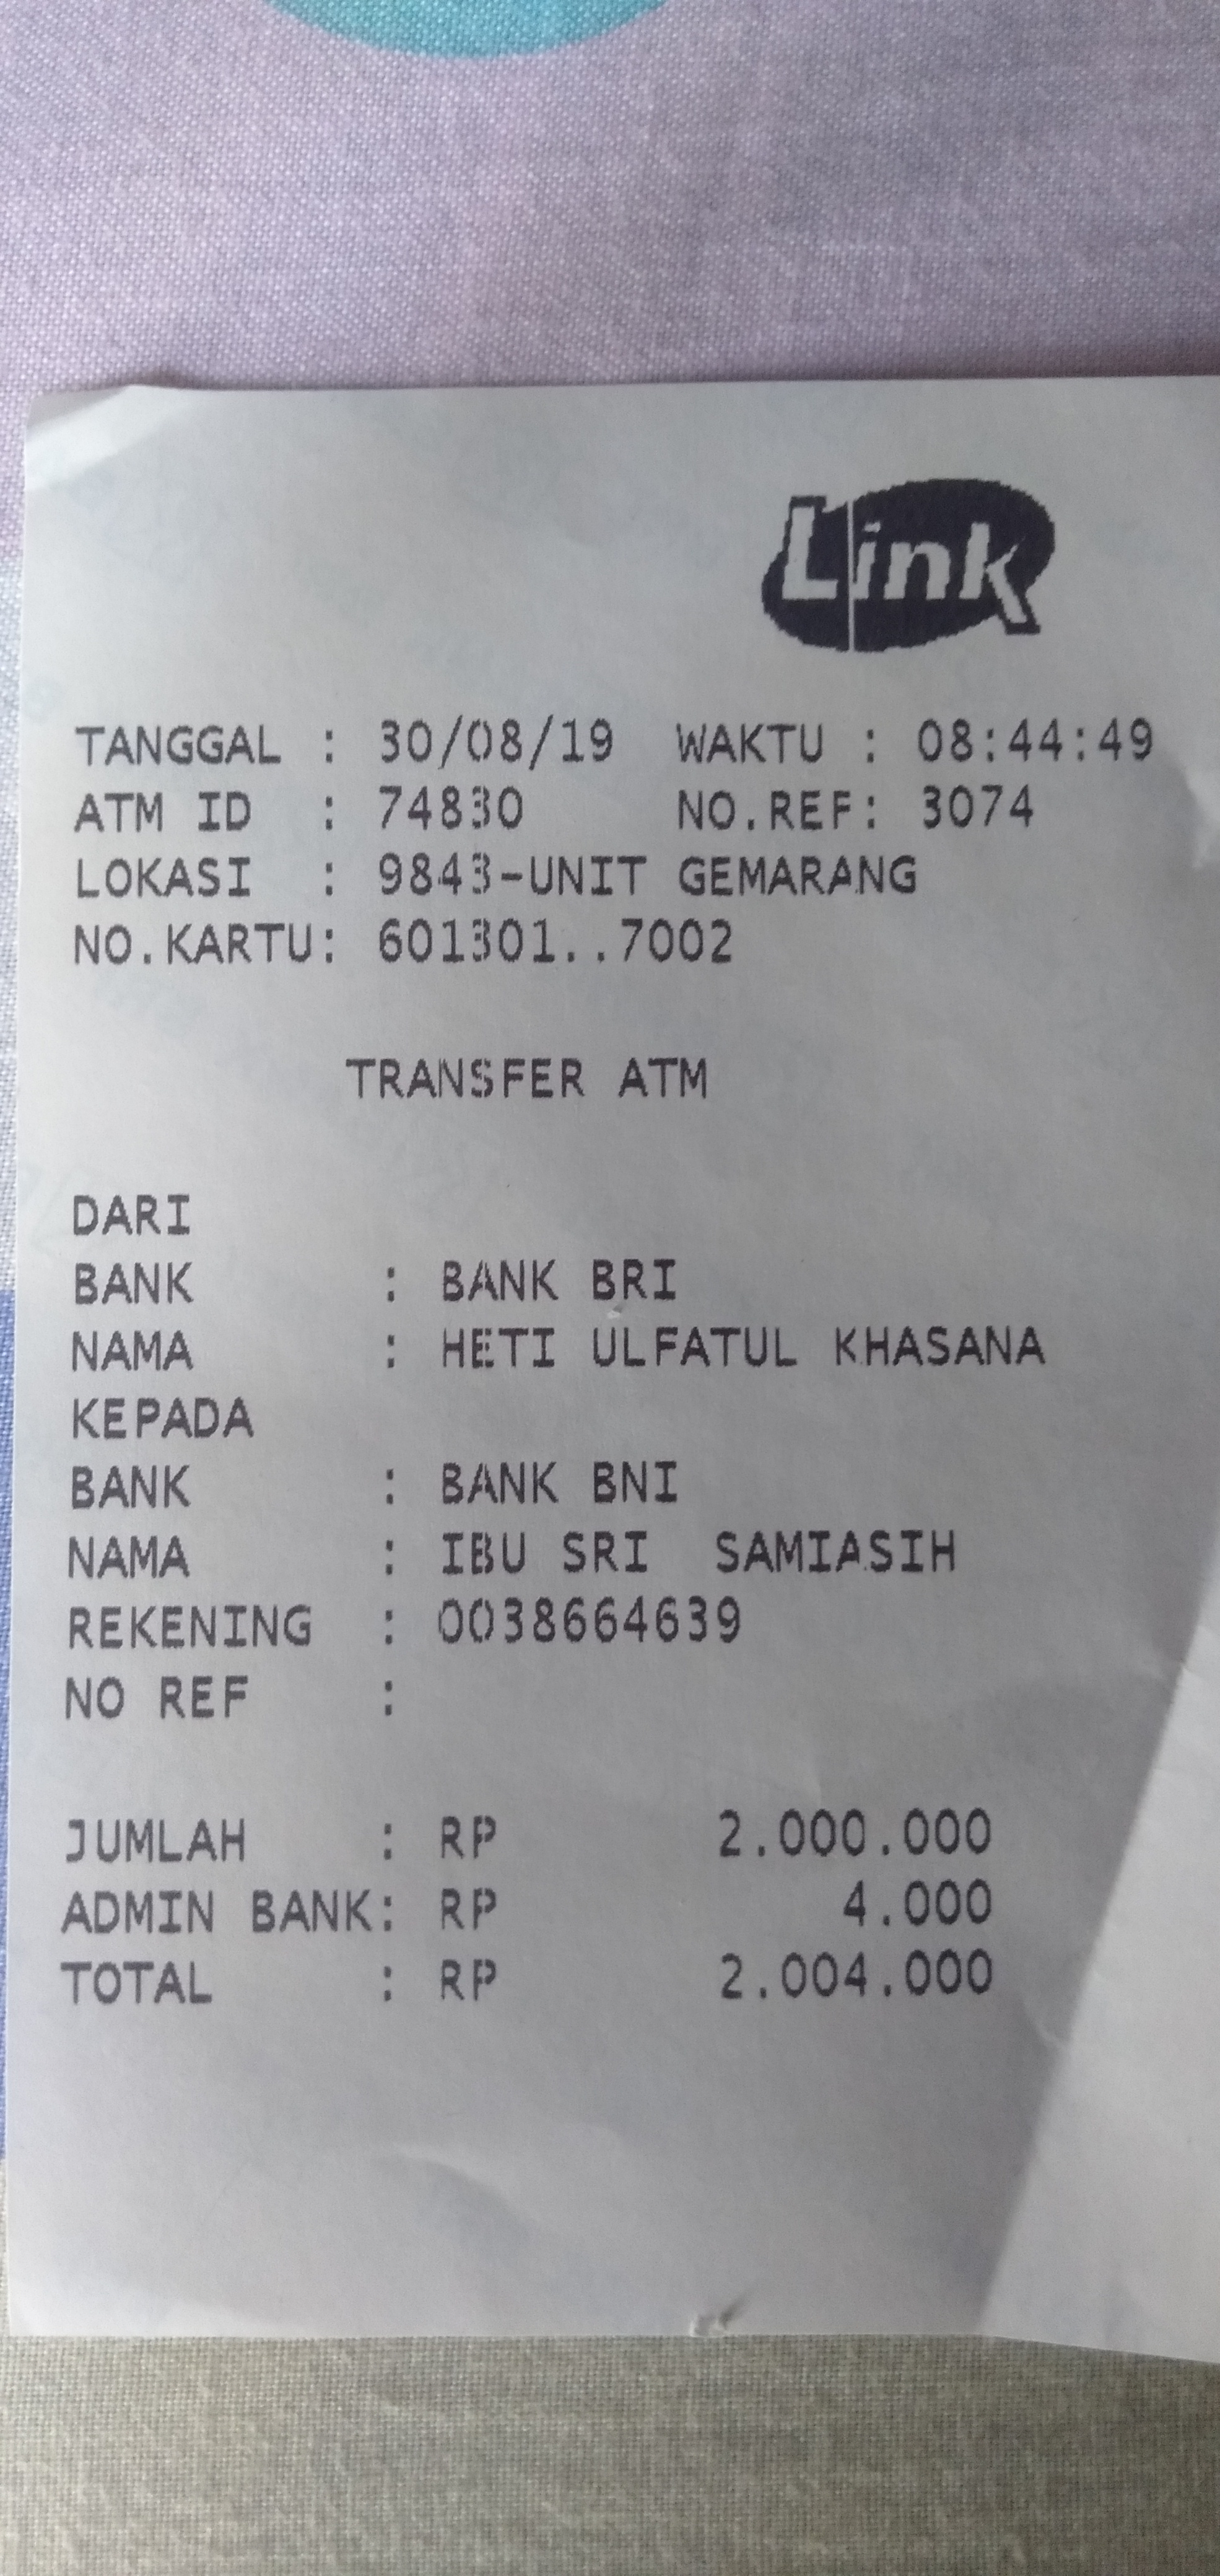 Link
TANGGAL : 30/08/19 WAKTU : 08:44:49
ATM ID : 74830 NO.REF: 3074
LOKASI : 9843-UNIT GEMARANG
NO.KARTU: 601301..7002
TRANSFER ATM
DARI
BANK : BANK BRI
NAMA : HETI ULFATUL KHASANA
KEPADA
BANK : BANK BNI
NAMA : IBU SRI SAMIASIH
REKENING : 0038664639
NO REF :
JUMLAH : RP 2.000.000
ADMIN BANK: RP 4.000
TOTAL : RP 2.004.000